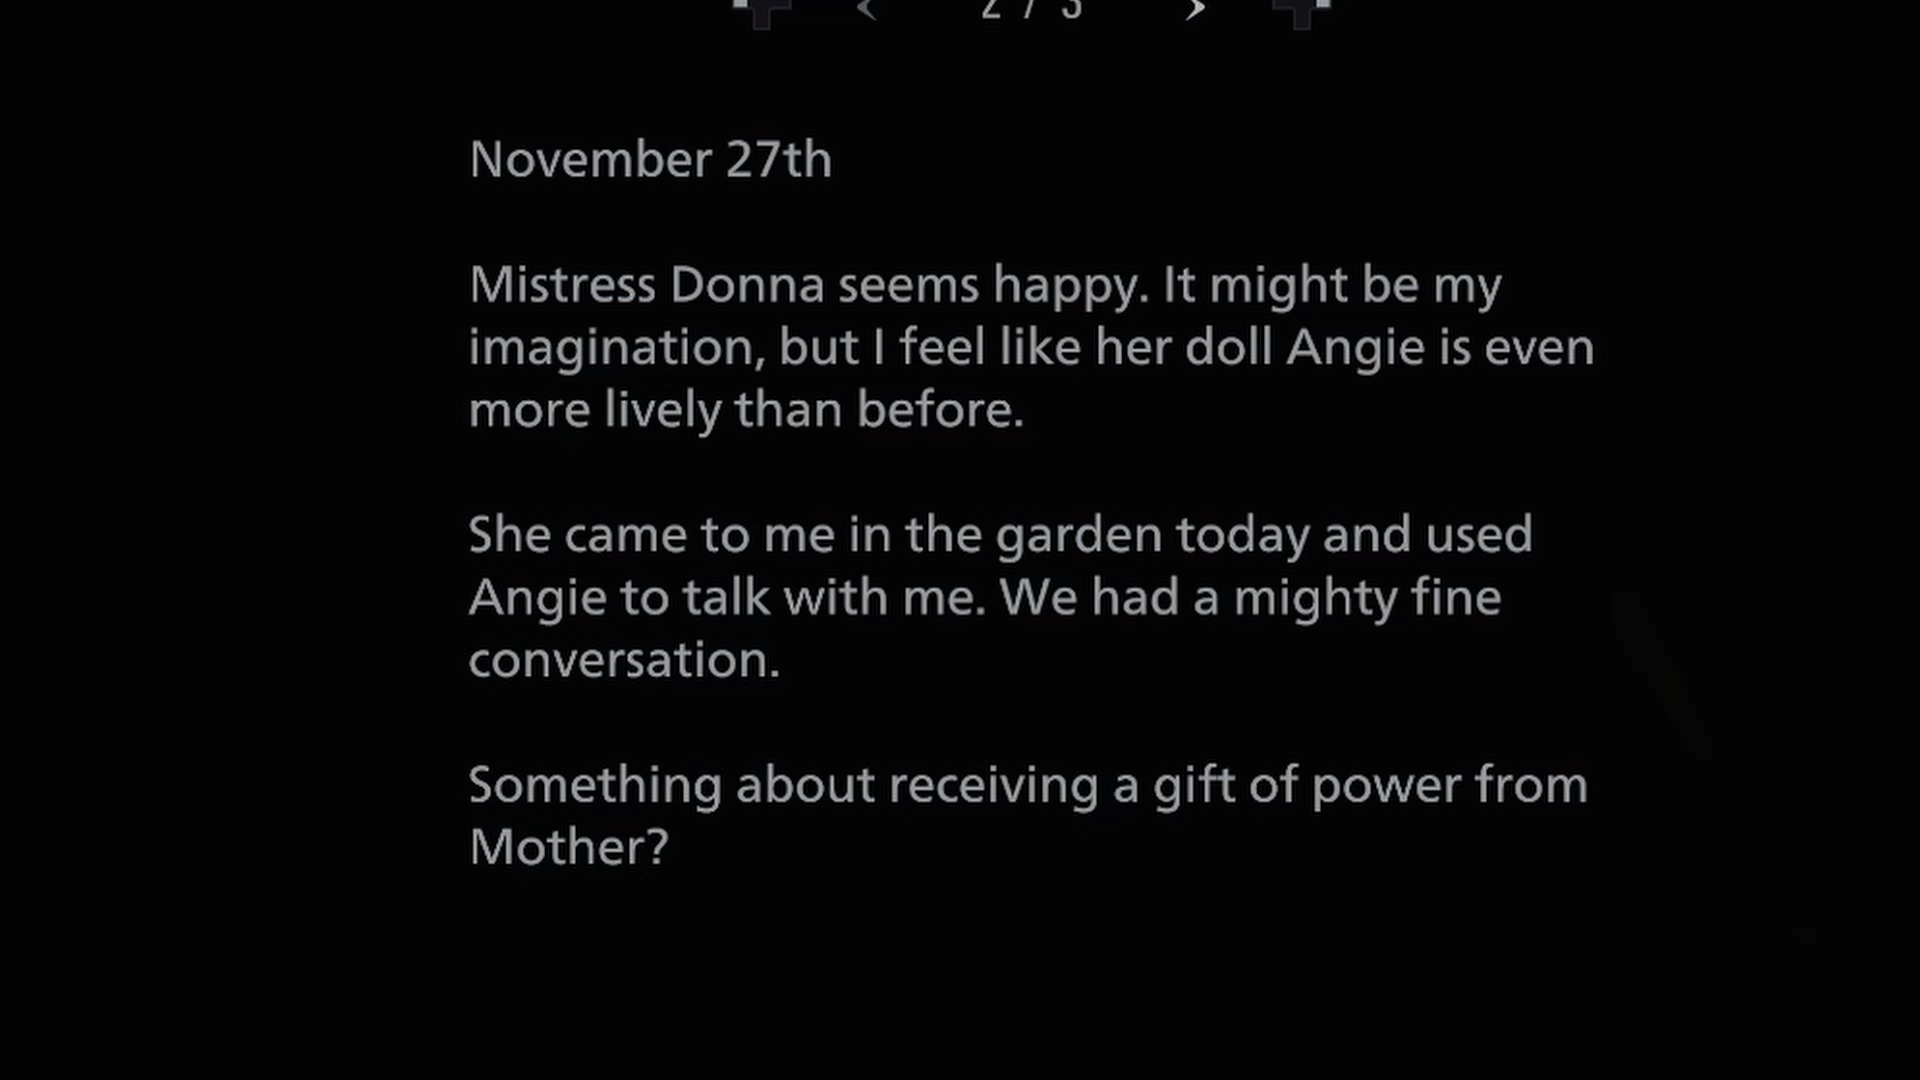 2 / 3
November 27th
Mistress Donna seems happy. It might be my
imagination, but I feel like her doll Angie is even
more lively than before.
She came to me in the garden today and used
Angie to talk with me. We had a mighty fine
conversation.
Something about receiving a gift of power from
Mother?